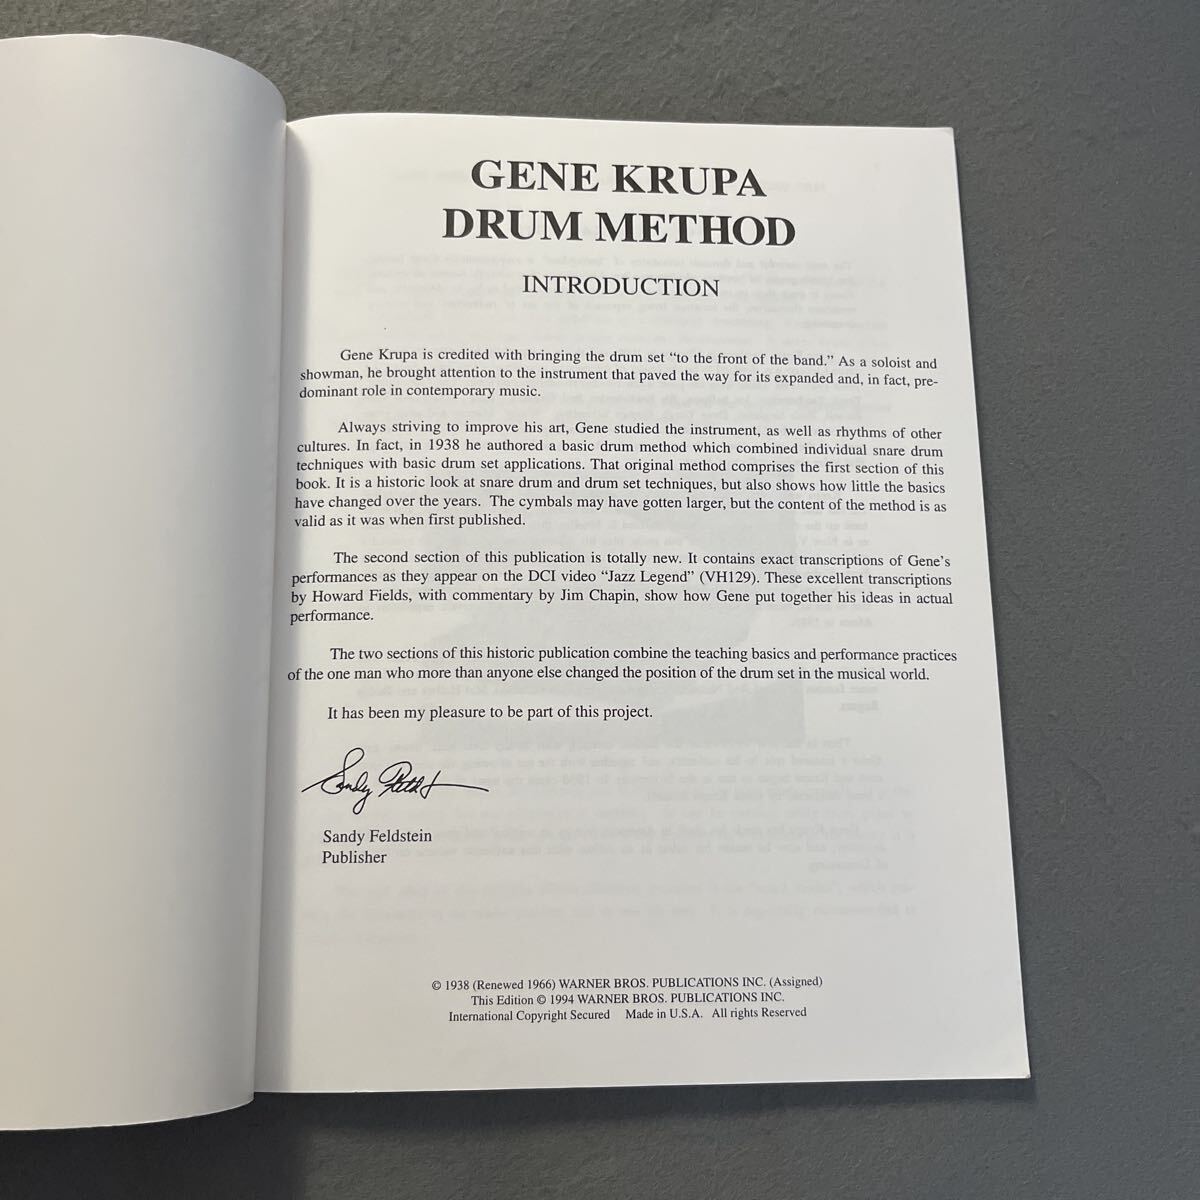 GENE KRUPA
DRUM METHOD
INTRODUCTION
Gene Krupa is credited with bringing the drum set “to the front of the band.” As a soloist and
showman, he brought attention to the instrument that paved the way for its expanded and, in fact, pre-
dominant role in contemporary music.
Always striving to improve his art, Gene studied the instrument, as well as rhythms of other
cultures. In fact, in 1938 he authored a basic drum method which combined individual snare drum
techniques with basic drum set applications. That original method comprises the first section of this
book. It is a historic look at snare drum and drum set techniques, but also shows how little the basics
have changed over the years. The cymbals may have gotten larger, but the content of the method is as
valid as it was when first published.
The second section of this publication is totally new. It contains exact transcriptions of Gene’s
performances as they appear on the DCI video “Jazz Legend” (VH129). These excellent transcriptions
by Howard Fields, with commentary by Jim Chapin, show how Gene put together his ideas in actual
performance.
The two sections of this historic publication combine the teaching basics and performance practices
of the one man who more than anyone else changed the position of the drum set in the musical world.
It has been my pleasure to be part of this project.
Sandy Feldstein
Publisher
© 1938 (Renewed 1966) WARNER BROS. PUBLICATIONS INC. (Assigned)
This Edition © 1994 WARNER BROS. PUBLICATIONS INC.
International Copyright Secured Made in U.S.A. All rights Reserved